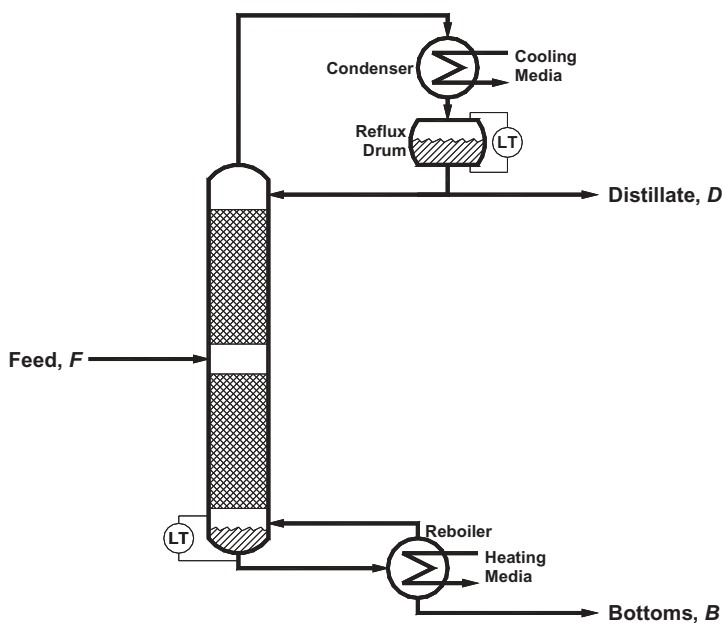 Condenser
Cooling
Media
Reflux
Drum
LT
Distillate, D
Feed, F
LT
Reboiler
Heating
Media
Bottoms, B